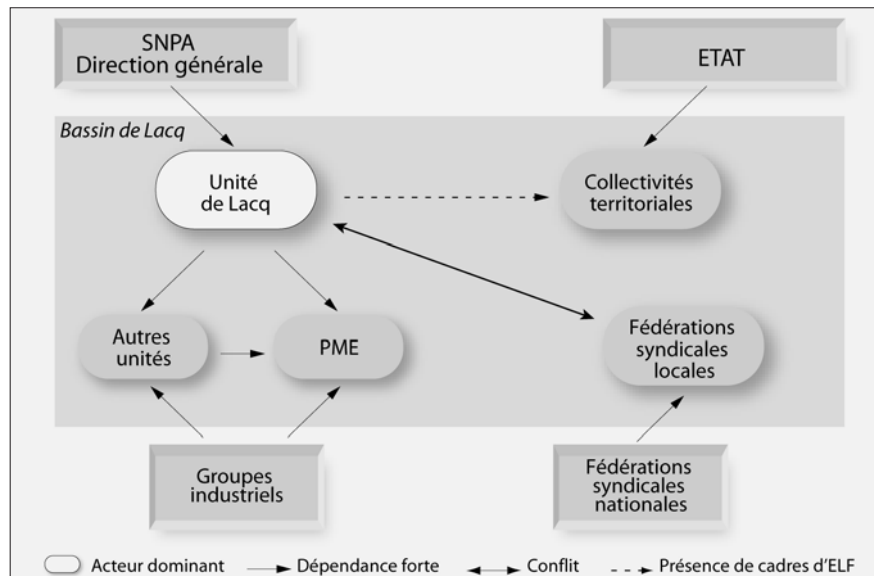 SNPA
Direction générale
ETAT
Bassin de Lacq
Unité
de Lacq
Collectivités
territoriales
Autres
unités
PME
Fédérations
syndicales
locales
Groupes
industriels
Fédérations
syndicales
nationales
Acteur dominant
Dépendance forte
Conflit
Présence de cadres d'ELF